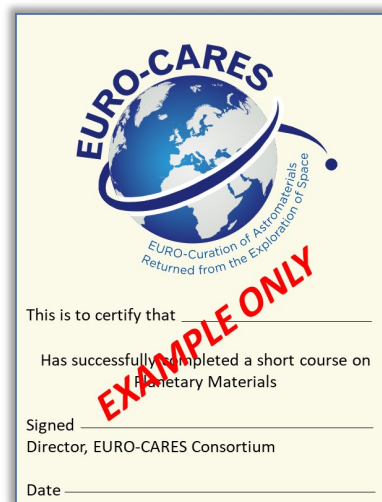 EURO-CARES
EURO-Curation of Astromaterials
Returned from the Exploration of Space
This is to certify that
EXAMPLE ONLY
Has successfully completed a short course on
Planetary Materials
Signed
Director, EURO-CARES Consortium
Date